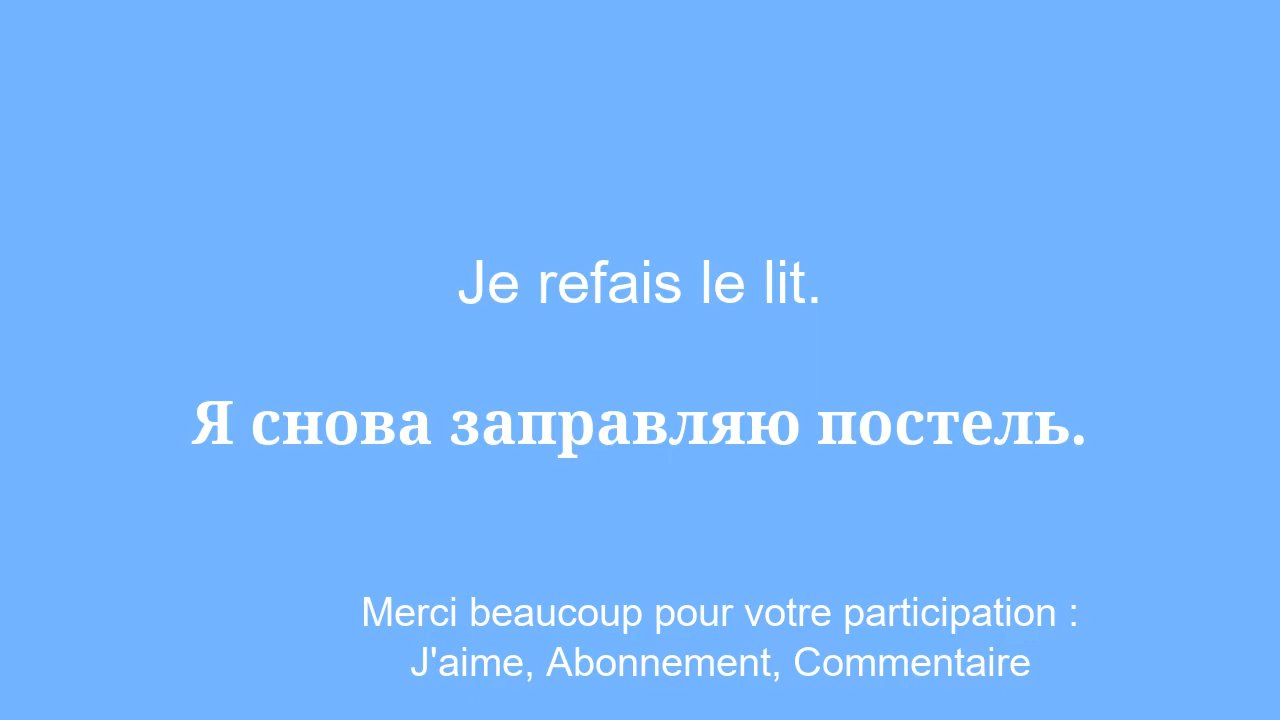 Je refais le lit.
Я снова заправляю постель.
Merci beaucoup pour votre participation :
J'aime, Abonnement, Commentaire